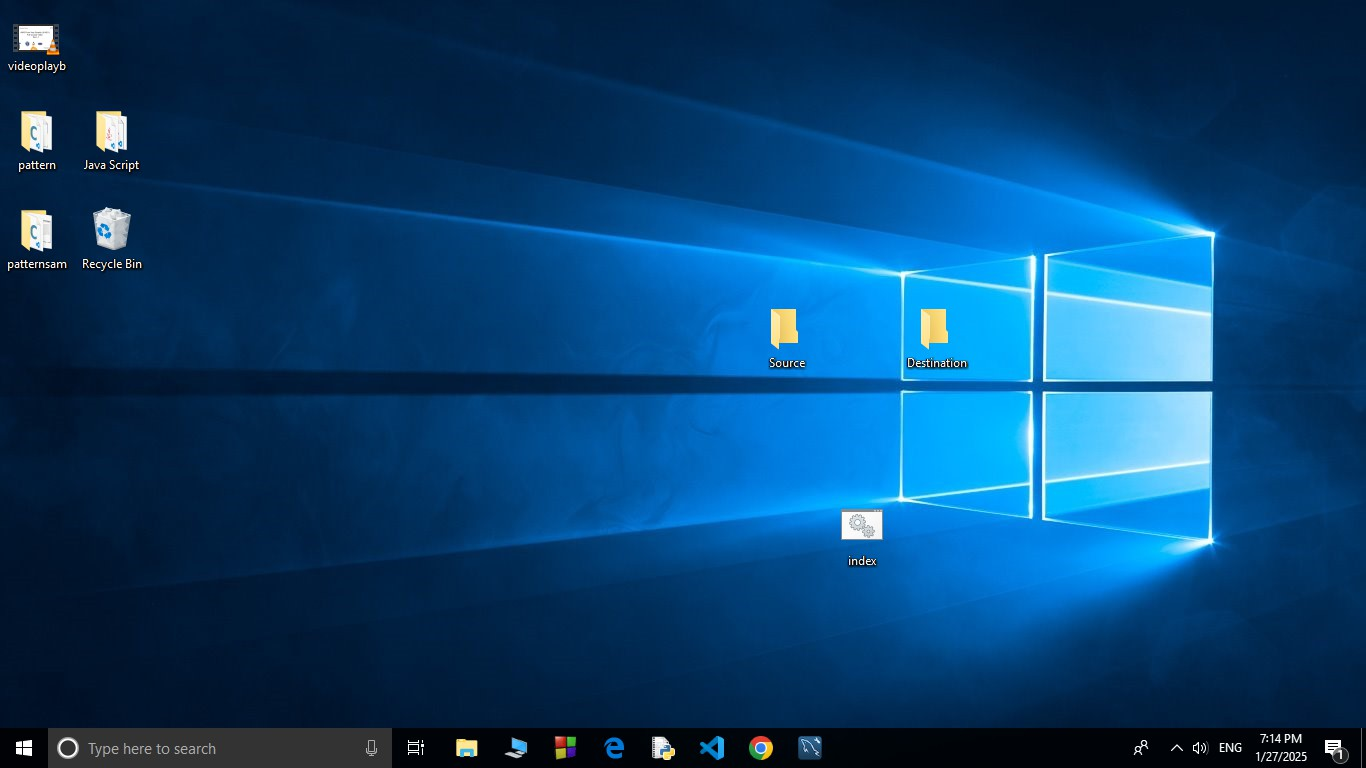 videoplayb
pattern
Java Script
patternsam
Recycle Bin
Source
Destination
index
Type here to search
ENG
7:14 PM
1/27/2025
1